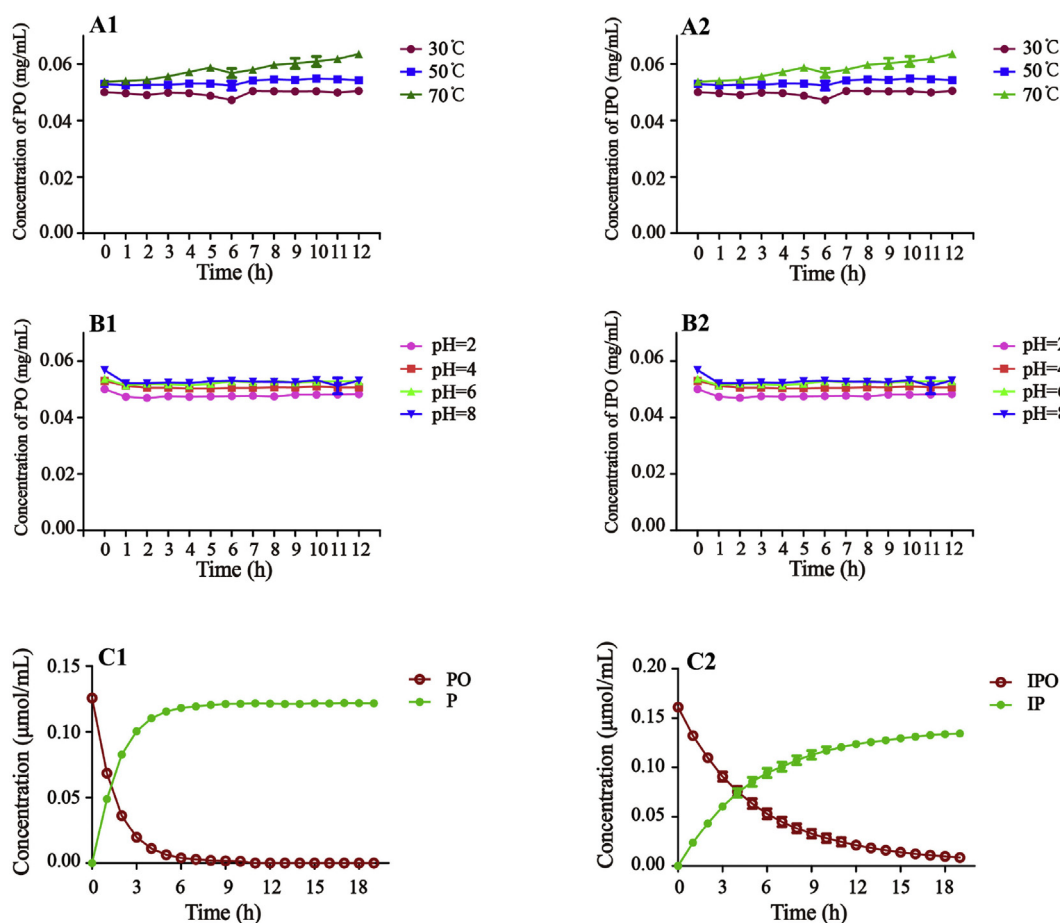 A1
Concentration of PO (mg/mL)
0.06
0.04
0.02
0.00
0 1 2 3 4 5 6 7 8 9 10 11 12
Time (h)
30℃
50℃
70℃
A2
Concentration of IPO (mg/mL)
0.06
0.04
0.02
0.00
0 1 2 3 4 5 6 7 8 9 10 11 12
Time (h)
30℃
50℃
70℃
B1
Concentration of PO (mg/mL)
0.06
0.04
0.02
0.00
0 1 2 3 4 5 6 7 8 9 10 11 12
Time (h)
pH=2
pH=4
pH=6
pH=8
B2
Concentration of IPO (mg/mL)
0.06
0.04
0.02
0.00
0 1 2 3 4 5 6 7 8 9 10 11 12
Time (h)
pH=2
pH=4
pH=6
pH=8
C1
Concentration (μmol/mL)
0.15
0.10
0.05
0.00
0 3 6 9 12 15 18
Time (h)
PO
P
C2
Concentration (μmol/mL)
0.20
0.15
0.10
0.05
0.00
0 3 6 9 12 15 18
Time (h)
IPO
IP